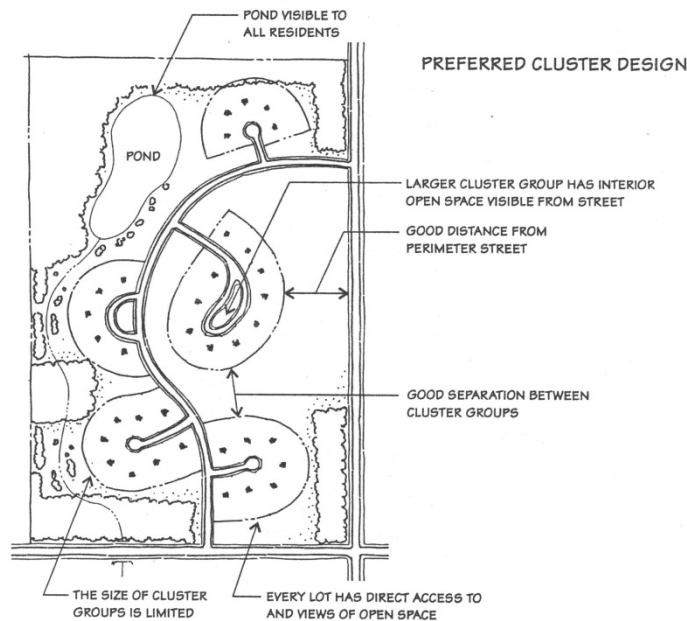 POND VISIBLE TO
ALL RESIDENTS
PREFERRED CLUSTER DESIGN
POND
LARGER CLUSTER GROUP HAS INTERIOR
OPEN SPACE VISIBLE FROM STREET
GOOD DISTANCE FROM
PERIMETER STREET
GOOD SEPARATION BETWEEN
CLUSTER GROUPS
THE SIZE OF CLUSTER
GROUPS IS LIMITED
EVERY LOT HAS DIRECT ACCESS TO
AND VIEWS OF OPEN SPACE